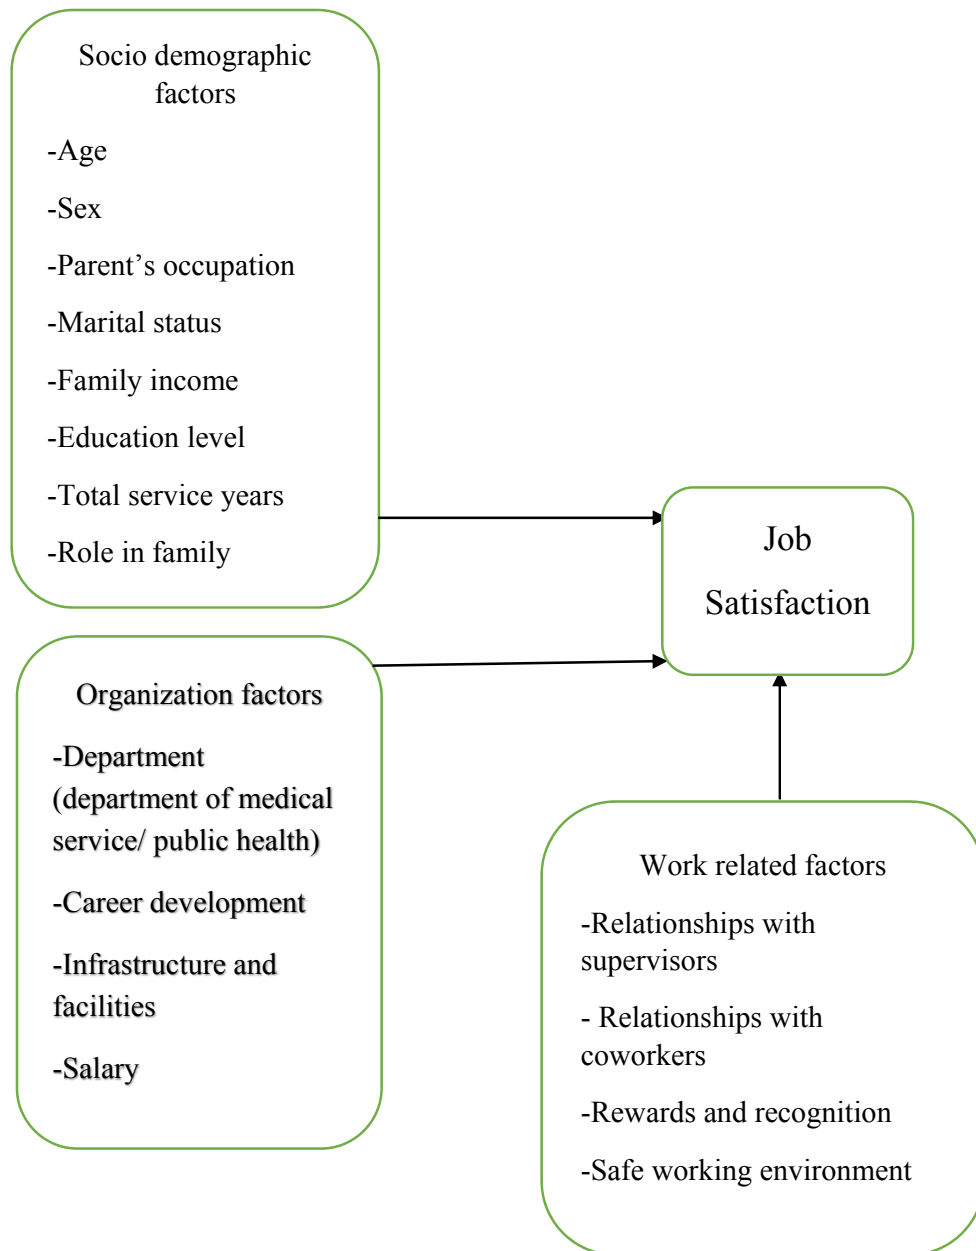 Socio demographic
factors
-Age
-Sex
-Parent’s occupation
-Marital status
-Family income
-Education level
-Total service years
-Role in family
Job
Satisfaction
Organization factors
-Department
(department of medical
service/ public health)
-Career development
-Infrastructure and
facilities
-Salary
Work related factors
-Relationships with
supervisors
- Relationships with
coworkers
-Rewards and recognition
-Safe working environment